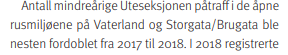 Antall mindreårige Uteseksjonen påtraff i de åpne
rusmiljøene på Vaterland og Storgata/Brugata ble
nesten fordoblet fra 2017 til 2018. I 2018 registrerte